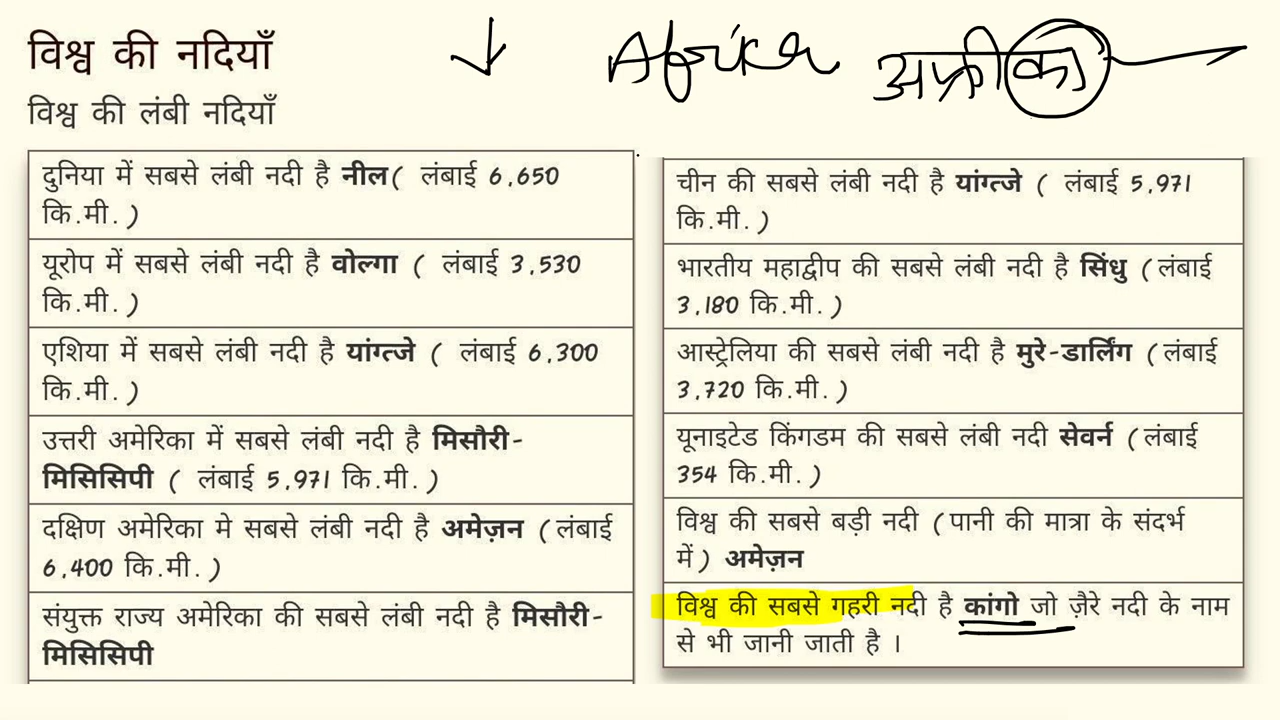 विश्व की नदियाँ
Afrika अफ्रीका
विश्व की लंबी नदियाँ
दुनिया में सबसे लंबी नदी है नील( लंबाई 6,650
कि.मी. )
यूरोप में सबसे लंबी नदी है वोल्गा ( लंबाई 3,530
कि.मी. )
एशिया में सबसे लंबी नदी है यांग्त्जे ( लंबाई 6,300
कि.मी. )
उत्तरी अमेरिका में सबसे लंबी नदी है मिसौरी-
मिसिसिपी ( लंबाई 5,971 कि.मी. )
दक्षिण अमेरिका मे सबसे लंबी नदी है अमेज़न (लंबाई
6,400 कि.मी. )
संयुक्त राज्य अमेरिका की सबसे लंबी नदी है मिसौरी-
मिसिसिपी
चीन की सबसे लंबी नदी है यांग्त्जे ( लंबाई 5,971
कि.मी. )
भारतीय महाद्वीप की सबसे लंबी नदी है सिंधु (लंबाई
3,180 कि.मी.)
आस्ट्रेलिया की सबसे लंबी नदी है मुरे-डार्लिंग (लंबाई
3,720 कि.मी.)
यूनाइटेड किंगडम की सबसे लंबी नदी सेवर्न (लंबाई
354 कि.मी.)
विश्व की सबसे बड़ी नदी (पानी की मात्रा के संदर्भ
में) अमेज़न
विश्व की सबसे गहरी नदी है कांगो जो ज़ैरे नदी के नाम
से भी जानी जाती है ।